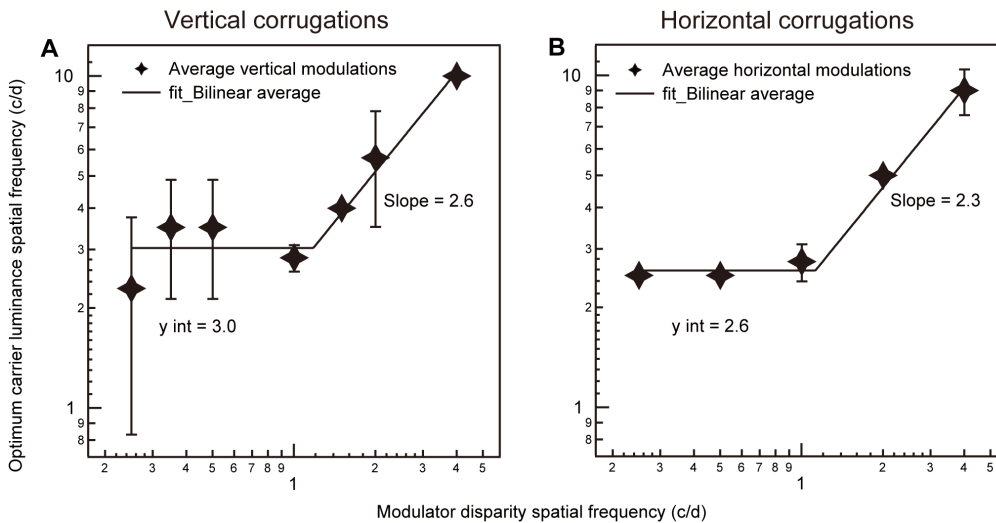 Vertical corrugations
Horizontal corrugations
A
B
Optimum carrier luminance spatial frequency (c/d)
Average vertical modulations
fit_Bilinear average
Slope = 2.6
y int = 3.0
10
9
8
7
6
5
4
3
2
1
9
8
2 3 4 5 6 7 8 9 2 3 4 5
1
Average horizontal modulations
fit_Bilinear average
Slope = 2.3
y int = 2.6
10
9
8
7
6
5
4
3
2
1
9
8
2 3 4 5 6 7 8 9 2 3 4 5
1
Modulator disparity spatial frequency (c/d)